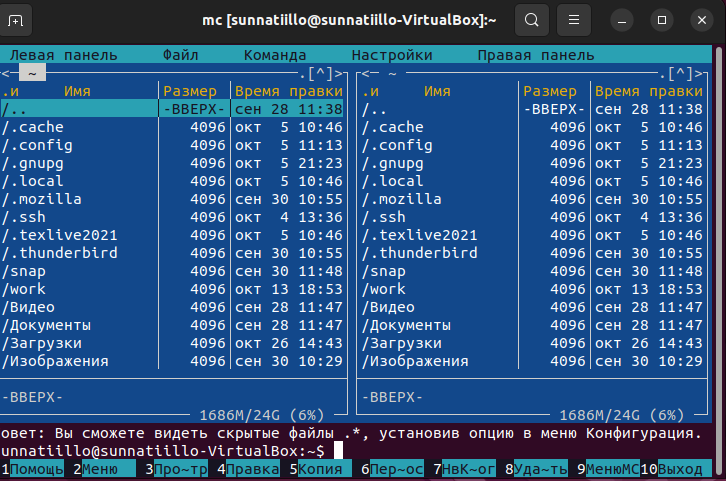 mc [sunnatiillo@sunnatiillo-VirtualBox]:~
Левая панель Файл Команда Настройки Правая панель
<─ ~ .[^]> <─ ~ .[^]>
.и Имя Размер Время правки .и Имя Размер Время правки
/.. -ВВЕРХ- сен 28 11:38 /.. -ВВЕРХ- сен 28 11:38
/.cache 4096 окт 5 10:46 /.cache 4096 окт 5 10:46
/.config 4096 окт 5 11:13 /.config 4096 окт 5 11:13
/.gnupg 4096 окт 5 21:23 /.gnupg 4096 окт 5 21:23
/.local 4096 окт 5 10:46 /.local 4096 окт 5 10:46
/.mozilla 4096 сен 30 10:55 /.mozilla 4096 сен 30 10:55
/.ssh 4096 окт 4 13:36 /.ssh 4096 окт 4 13:36
/.texlive2021 4096 окт 5 10:46 /.texlive2021 4096 окт 5 10:46
/.thunderbird 4096 сен 30 10:55 /.thunderbird 4096 сен 30 10:55
/snap 4096 сен 30 11:48 /snap 4096 сен 30 11:48
/work 4096 окт 13 18:53 /work 4096 окт 13 18:53
/Видео 4096 сен 28 11:47 /Видео 4096 сен 28 11:47
/Документы 4096 сен 28 11:47 /Документы 4096 сен 28 11:47
/Загрузки 4096 окт 26 14:43 /Загрузки 4096 окт 26 14:43
/Изображения 4096 сен 30 10:29 /Изображения 4096 сен 30 10:29
-ВВЕРХ- -ВВЕРХ-
1686M/24G (6%) 1686M/24G (6%)
овет: Вы сможете видеть скрытые файлы .*, установив опцию в меню Конфигурация.
unnatiillo@sunnatiillo-VirtualBox:~$
1Помощь 2Меню 3Про~тр 4Правка 5Копия 6Пер~ос 7НвК~ог 8Уда~ть 9МенюМС 10Выход